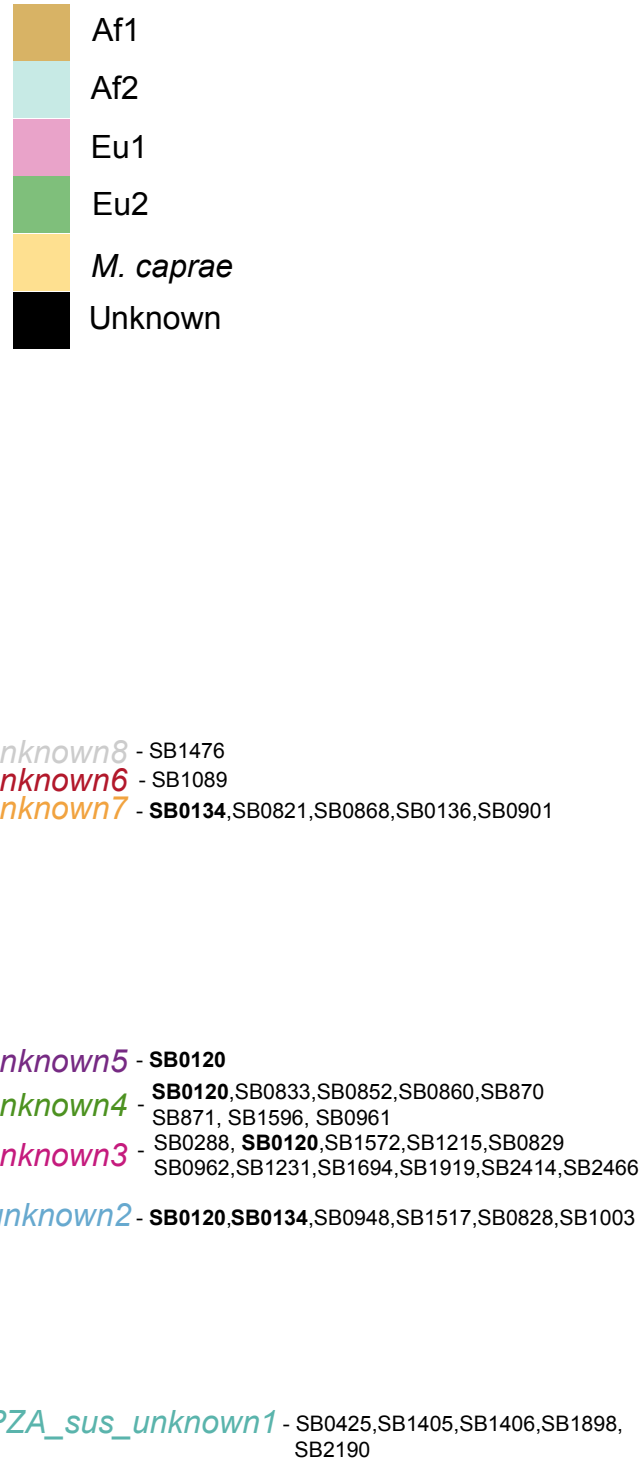 Af1
Af2
Eu1
Eu2
M. caprae
Unknown
nknown8 - SB1476
nknown6 - SB1089
nknown7 - SB0134,SB0821,SB0868,SB0136,SB0901
nknown5 - SB0120
nknown4 - SB0120,SB0833,SB0852,SB0860,SB870
SB871, SB1596, SB0961
nknown3 - SB0288, SB0120,SB1572,SB1215,SB0829
SB0962,SB1231,SB1694,SB1919,SB2414,SB2466
unknown2 - SB0120,SB0134,SB0948,SB1517,SB0828,SB1003
PZA_sus_unknown1 - SB0425,SB1405,SB1406,SB1898,
SB2190